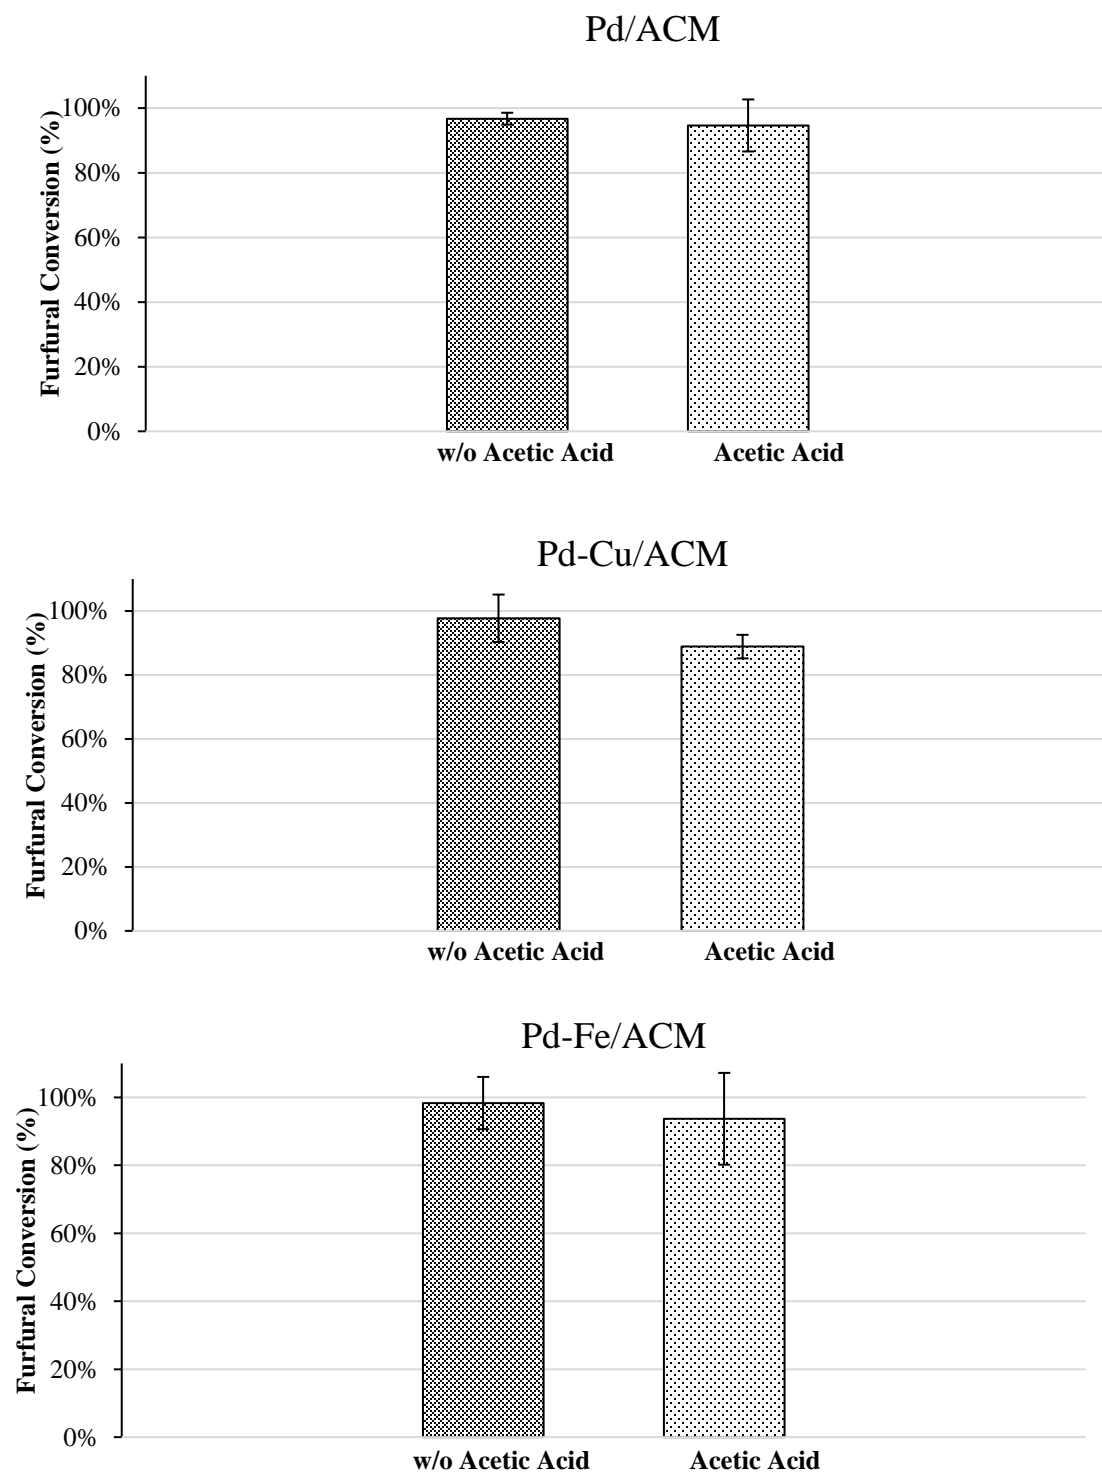 Pd/ACM
Furfural Conversion (%)
100%
80%
60%
40%
20%
0%
w/o Acetic Acid
Acetic Acid
Pd-Cu/ACM
Furfural Conversion (%)
100%
80%
60%
40%
20%
0%
w/o Acetic Acid
Acetic Acid
Pd-Fe/ACM
Furfural Conversion (%)
100%
80%
60%
40%
20%
0%
w/o Acetic Acid
Acetic Acid